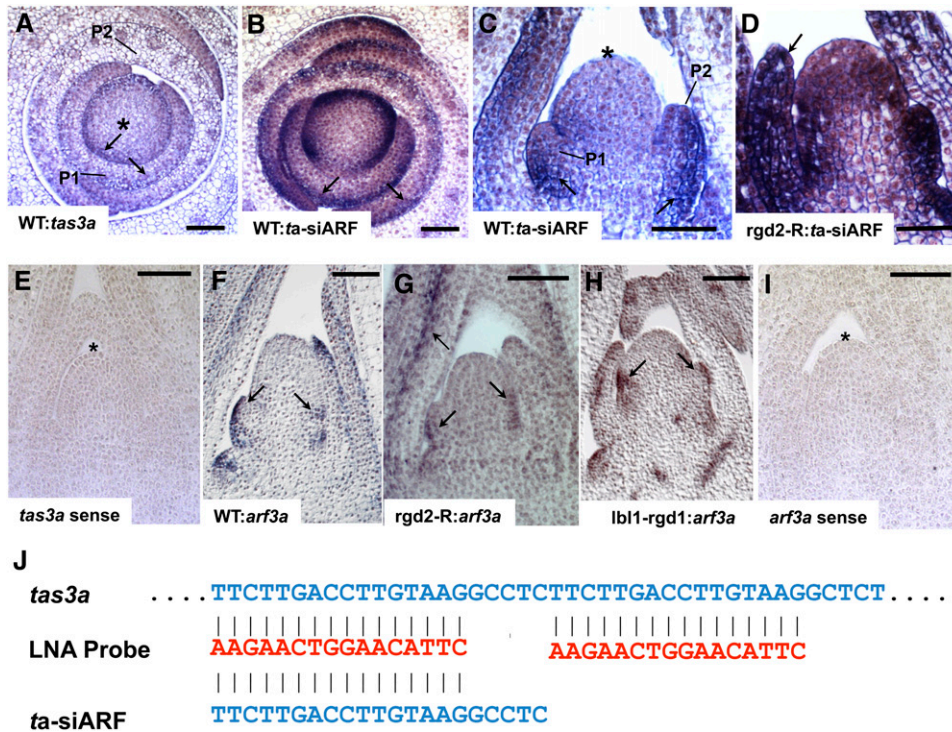 A
P2
*
P1
WT:tas3a
B
WT:ta-siARF
C
*
P2
P1
WT:ta-siARF
D
rgd2-R:ta-siARF
E
*
tas3a sense
F
WT:arf3a
G
rgd2-R:arf3a
H
lbl1-rgd1:arf3a
I
*
arf3a sense
J
tas3a ....TTCTTGACCTTGTAAGGCCTCTTCTTGACCTTGTAAGGCTCT....
LNA Probe AAGAACTGGAACATTC AAGAACTGGAACATTC
ta-siARF TTCTTGACCTTGTAAGGCCTC